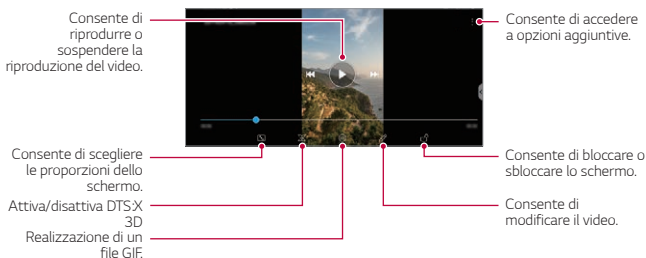 Consente di
riprodurre o
sospendere la
riproduzione del video.
Consente di accedere
a opzioni aggiuntive.
Consente di scegliere
le proporzioni dello
schermo.
Attiva/disattiva DTS:X
3D
Realizzazione di un
file GIF.
Consente di bloccare o
sbloccare lo schermo.
Consente di
modificare il video.